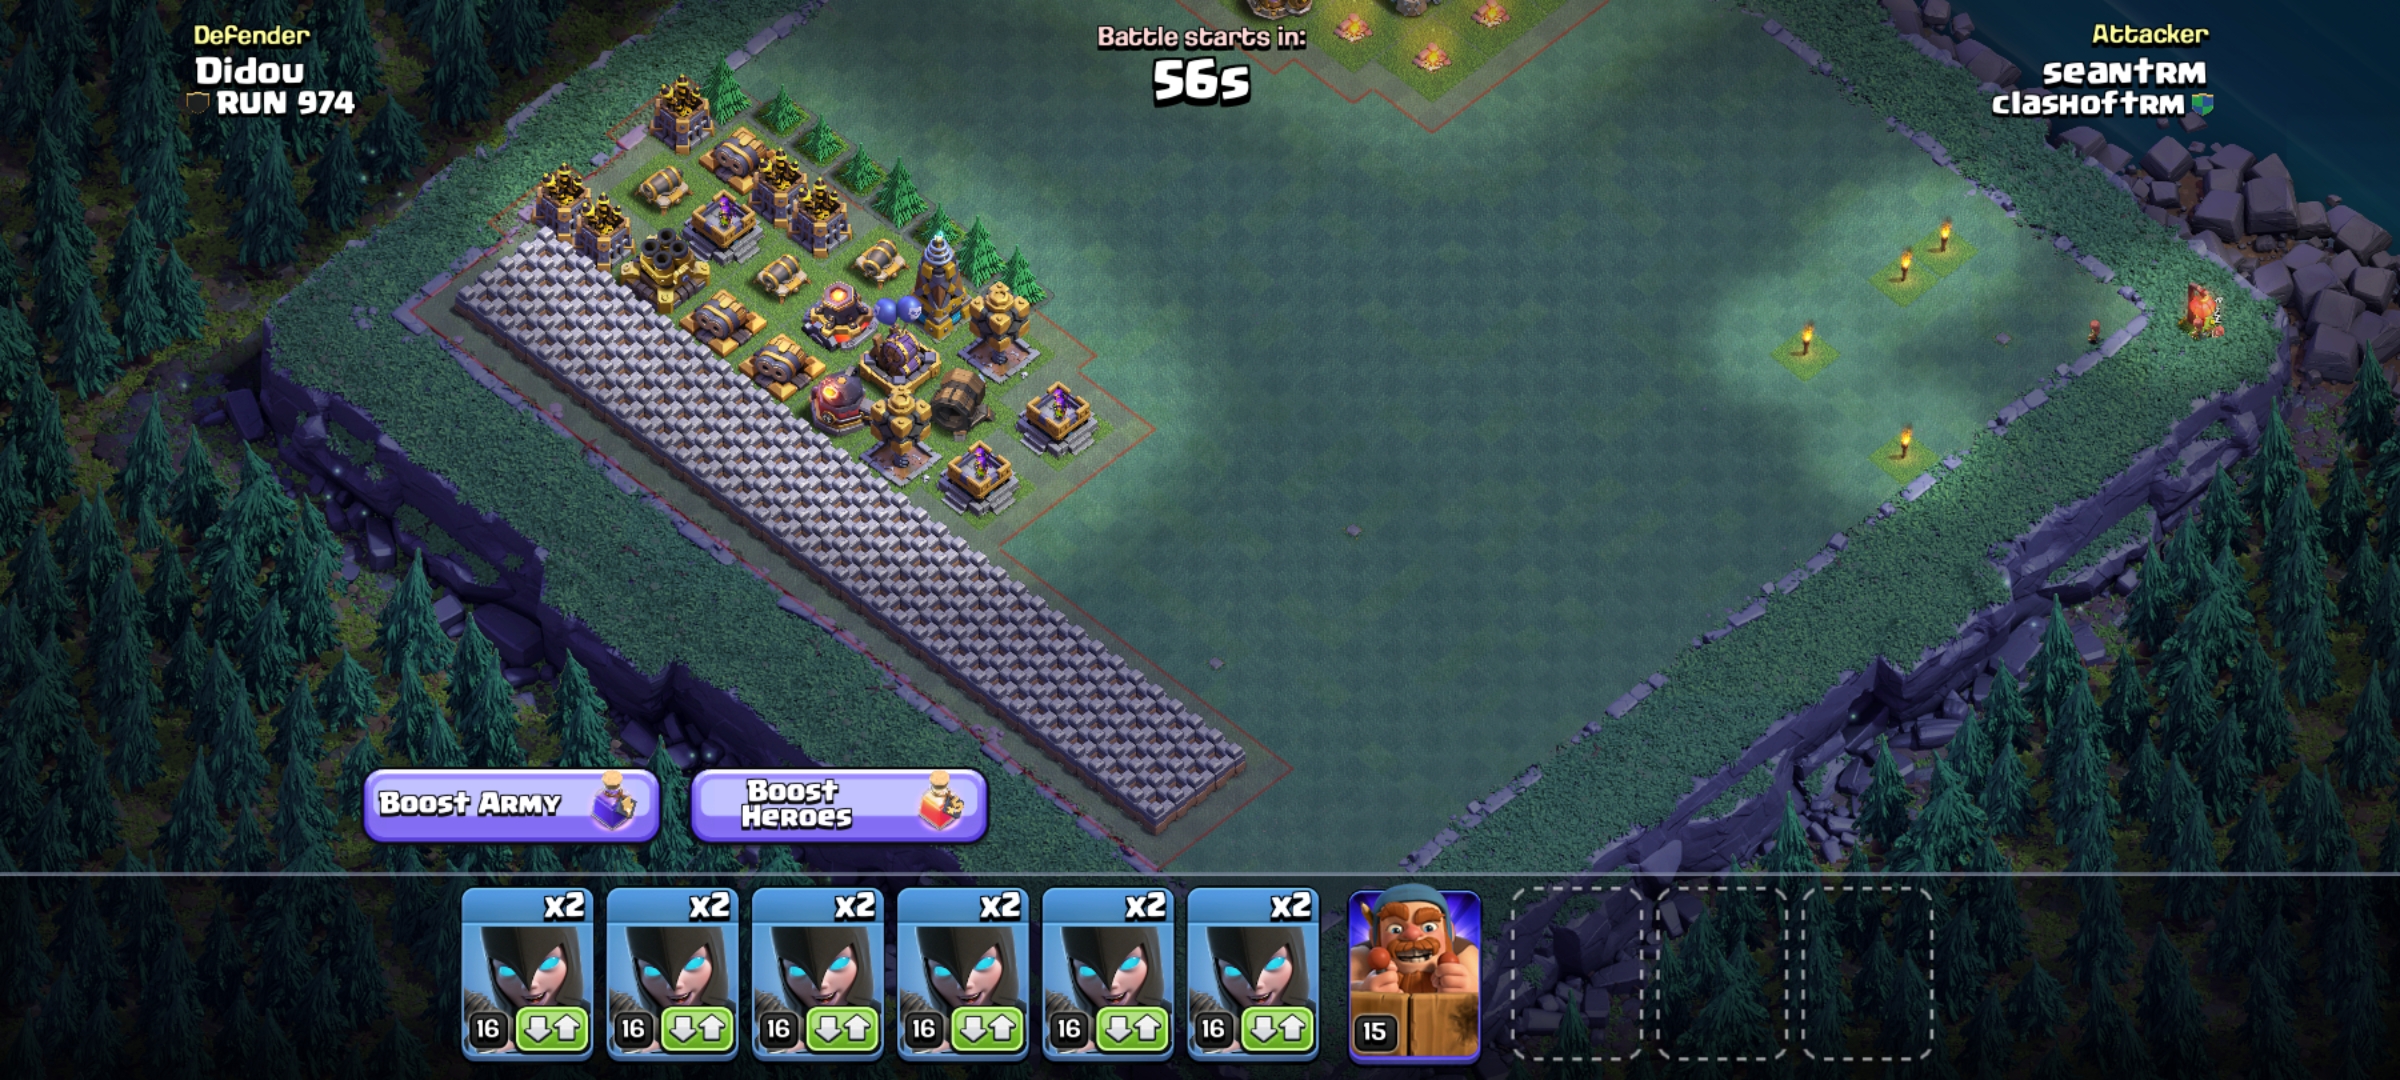 Defender
Didou
RUN 974
Battle starts in:
56s
Attacker
seantRM
clashoftRM
Boost Army
Boost
Heroes
x2
x2
x2
x2
x2
x2
16
16
16
16
16
16
15